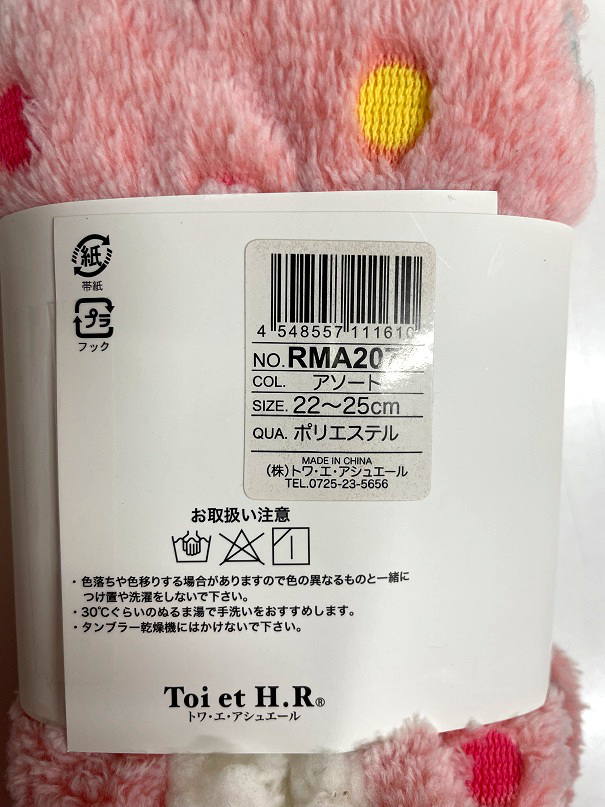 紙
帯紙
プラ
フック
4 548557 111610
NO. RMA207
COL. アソート
SIZE. 22～25cm
QUA. ポリエステル
MADE IN CHINA
(株)トワ・エ・アシュエール
TEL.0725-23-5656
お取扱い注意
・色落ちや色移りする場合がありますので色の異なるものと一緒に
つけ置や洗濯をしないで下さい。
・30℃ぐらいのぬるま湯で手洗いをおすすめします。
・タンブラー乾燥機にはかけないで下さい。
Toi et H.R®
トワ・エ・アシュエール